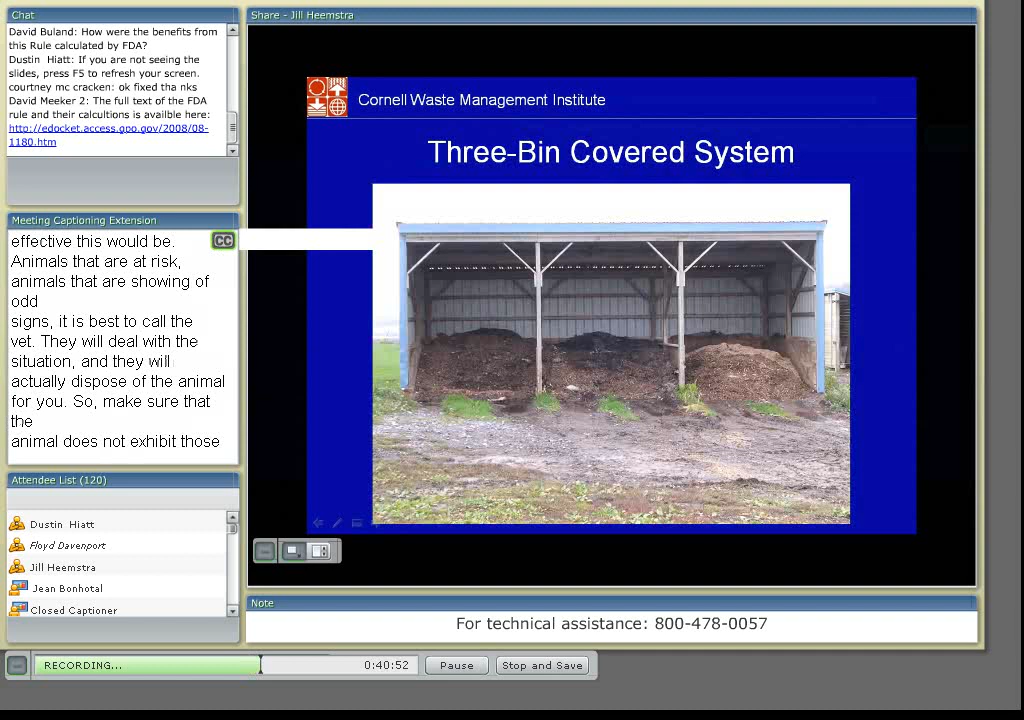 Chat
David Buland: How were the benefits from
this Rule calculated by FDA?
Dustin Hiatt: If you are not seeing the
slides, press F5 to refresh your screen.
courtney mc cracken: ok fixed tha nks
David Meeker 2: The full text of the FDA
rule and their calcultions is availble here:
http://edocket.access.gpo.gov/2008/08-
1180.htm
Meeting Captioning Extension
CC
effective this would be.
Animals that are at risk,
animals that are showing of
odd
signs, it is best to call the
vet. They will deal with the
situation, and they will
actually dispose of the animal
for you. So, make sure that
the
animal does not exhibit those
Attendee List (120)
Dustin Hiatt
Floyd Davenport
Jill Heemstra
Jean Bonhotal
Closed Captioner
Share - Jill Heemstra
Cornell Waste Management Institute
Three-Bin Covered System
Note
For technical assistance: 800-478-0057
RECORDING...
0:40:52
Pause
Stop and Save